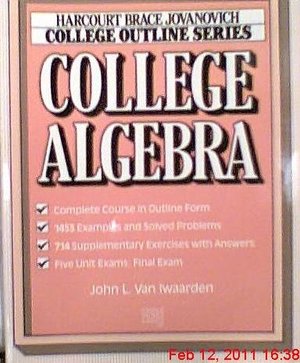 HARCOURT BRACE JOVANOVICH
COLLEGE OUTLINE SERIES
COLLEGE
ALGEBRA
Complete Course in Outline Form
1453 Examples and Solved Problems
714 Supplementary Exercises with Answers
Five Unit Exams: Final Exam
John L. Van Iwaarden
Feb 12, 2011 16:38